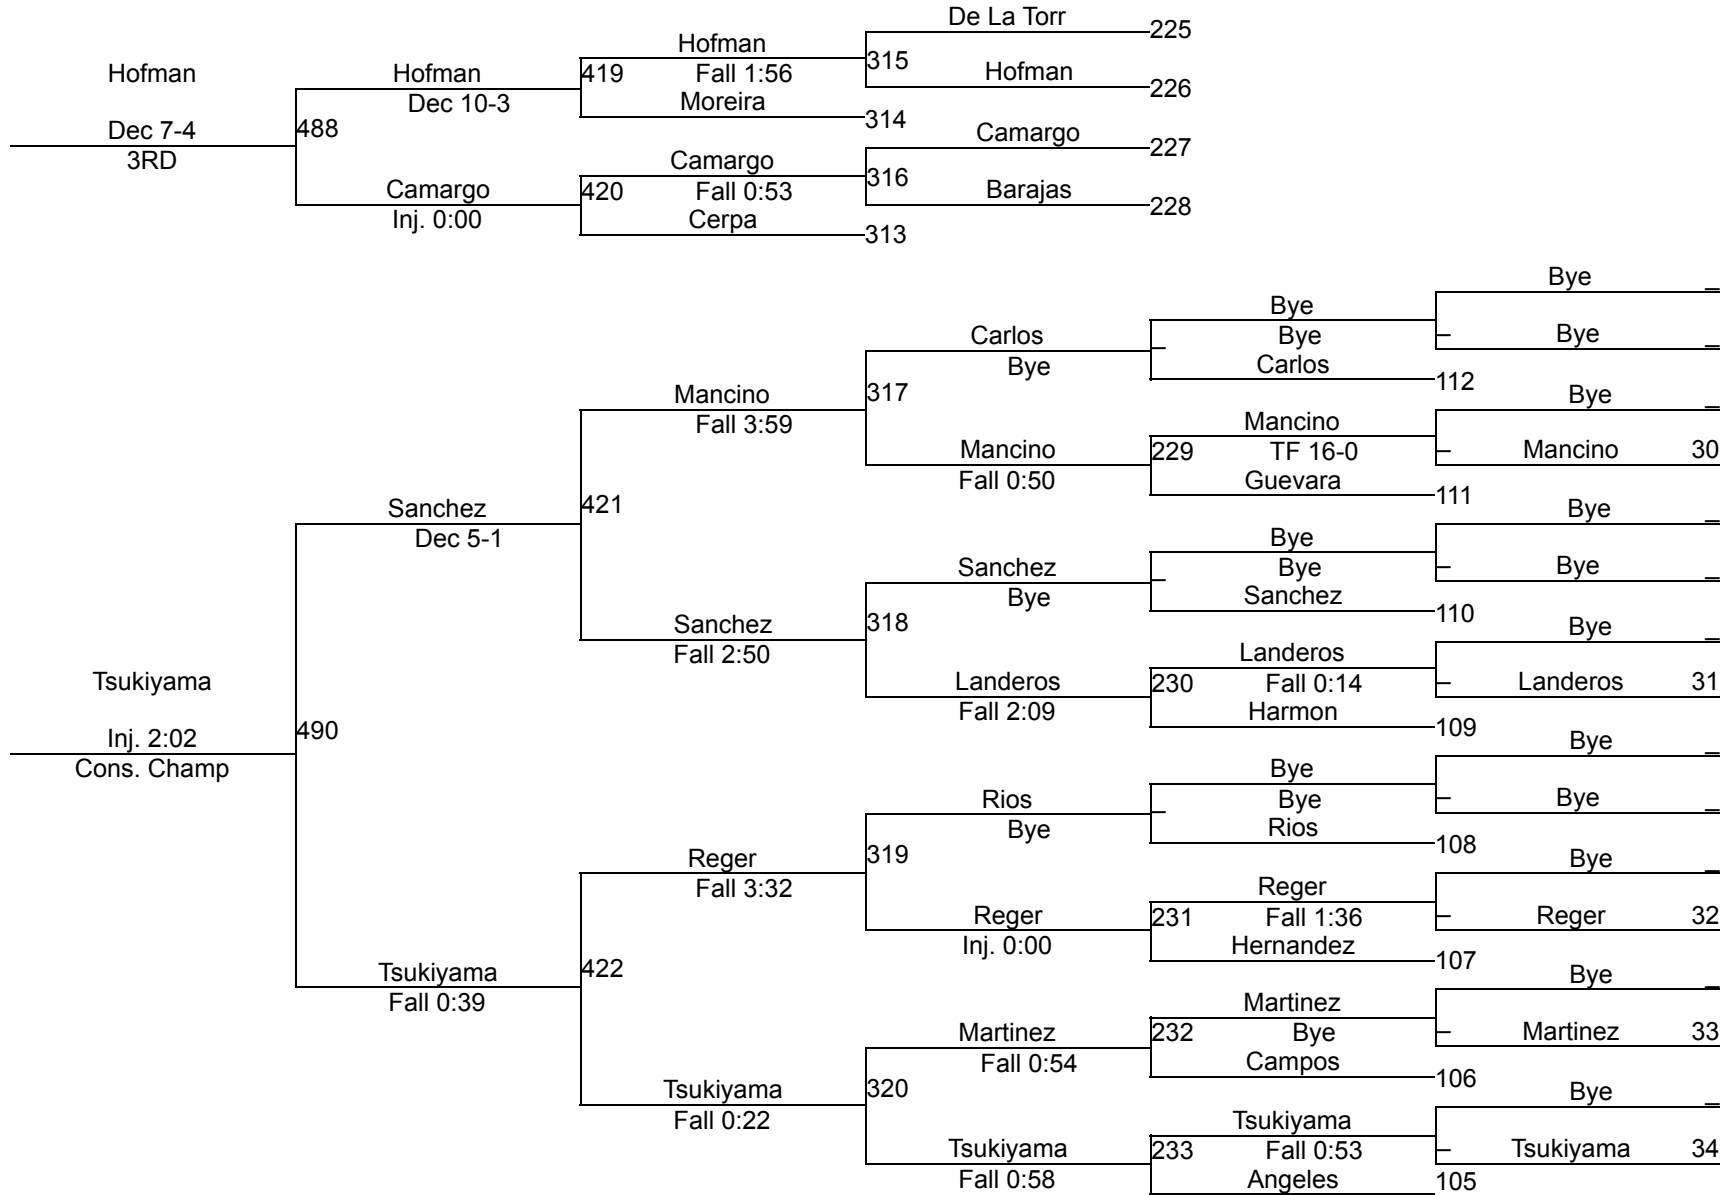 De La Torr
225
Hofman
315
Hofman
Hofman
419
Fall 1:56
Hofman
226
Dec 10-3
Moreira
314
Dec 7-4
488
Camargo
227
3RD
Camargo
316
Camargo
420
Fall 0:53
Barajas
228
Inj. 0:00
Cerpa
313
Bye
_
Bye
Carlos
_
Bye
_
Bye
_
Bye
Carlos
112
Mancino
317
Bye
_
Fall 3:59
Mancino
Mancino
229
TF 16-0
_
Mancino
30
Fall 0:50
Guevara
111
Sanchez
421
Bye
_
Dec 5-1
Bye
Sanchez
_
Bye
_
Bye
_
Bye
Sanchez
110
Sanchez
318
Bye
_
Fall 2:50
Landeros
Tsukiyama
Landeros
230
Fall 0:14
_
Landeros
31
Fall 2:09
Harmon
109
Inj. 2:02
490
Bye
_
Cons. Champ
Bye
Rios
_
Bye
_
Bye
_
Bye
Rios
108
Reger
319
Bye
_
Fall 3:32
Reger
Reger
231
Fall 1:36
_
Reger
32
Inj. 0:00
Hernandez
107
Tsukiyama
422
Bye
_
Fall 0:39
Martinez
Martinez
232
Bye
_
Martinez
33
Fall 0:54
Campos
106
Tsukiyama
320
Bye
_
Fall 0:22
Tsukiyama
Tsukiyama
233
Fall 0:53
_
Tsukiyama
34
Fall 0:58
Angeles
105